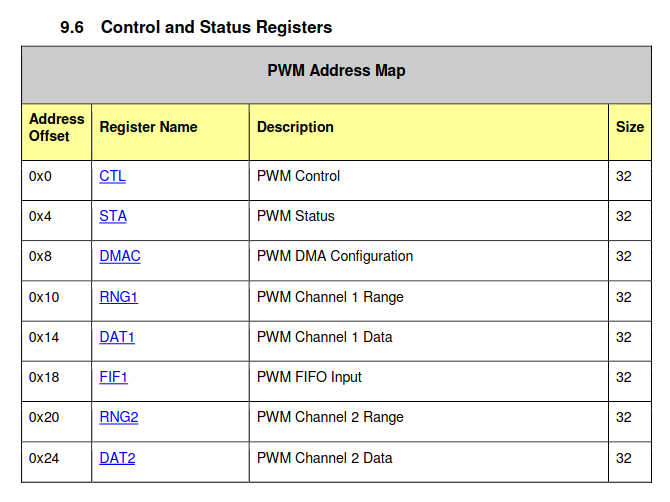 9.6 Control and Status Registers
PWM Address Map
Address Offset Register Name Description Size
0x0 CTL PWM Control 32
0x4 STA PWM Status 32
0x8 DMAC PWM DMA Configuration 32
0x10 RNG1 PWM Channel 1 Range 32
0x14 DAT1 PWM Channel 1 Data 32
0x18 FIF1 PWM FIFO Input 32
0x20 RNG2 PWM Channel 2 Range 32
0x24 DAT2 PWM Channel 2 Data 32